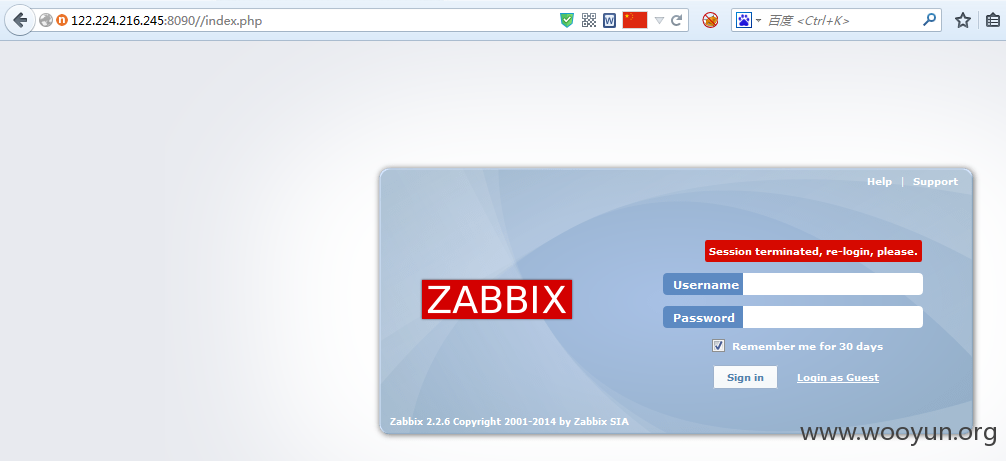 122.224.216.245:8090//index.php
百度 <Ctrl+K>
Help | Support
Session terminated, re-login, please.
ZABBIX
Username
Password
Remember me for 30 days
Sign in Login as Guest
Zabbix 2.2.6 Copyright 2001-2014 by Zabbix SIA
www.wooyun.org